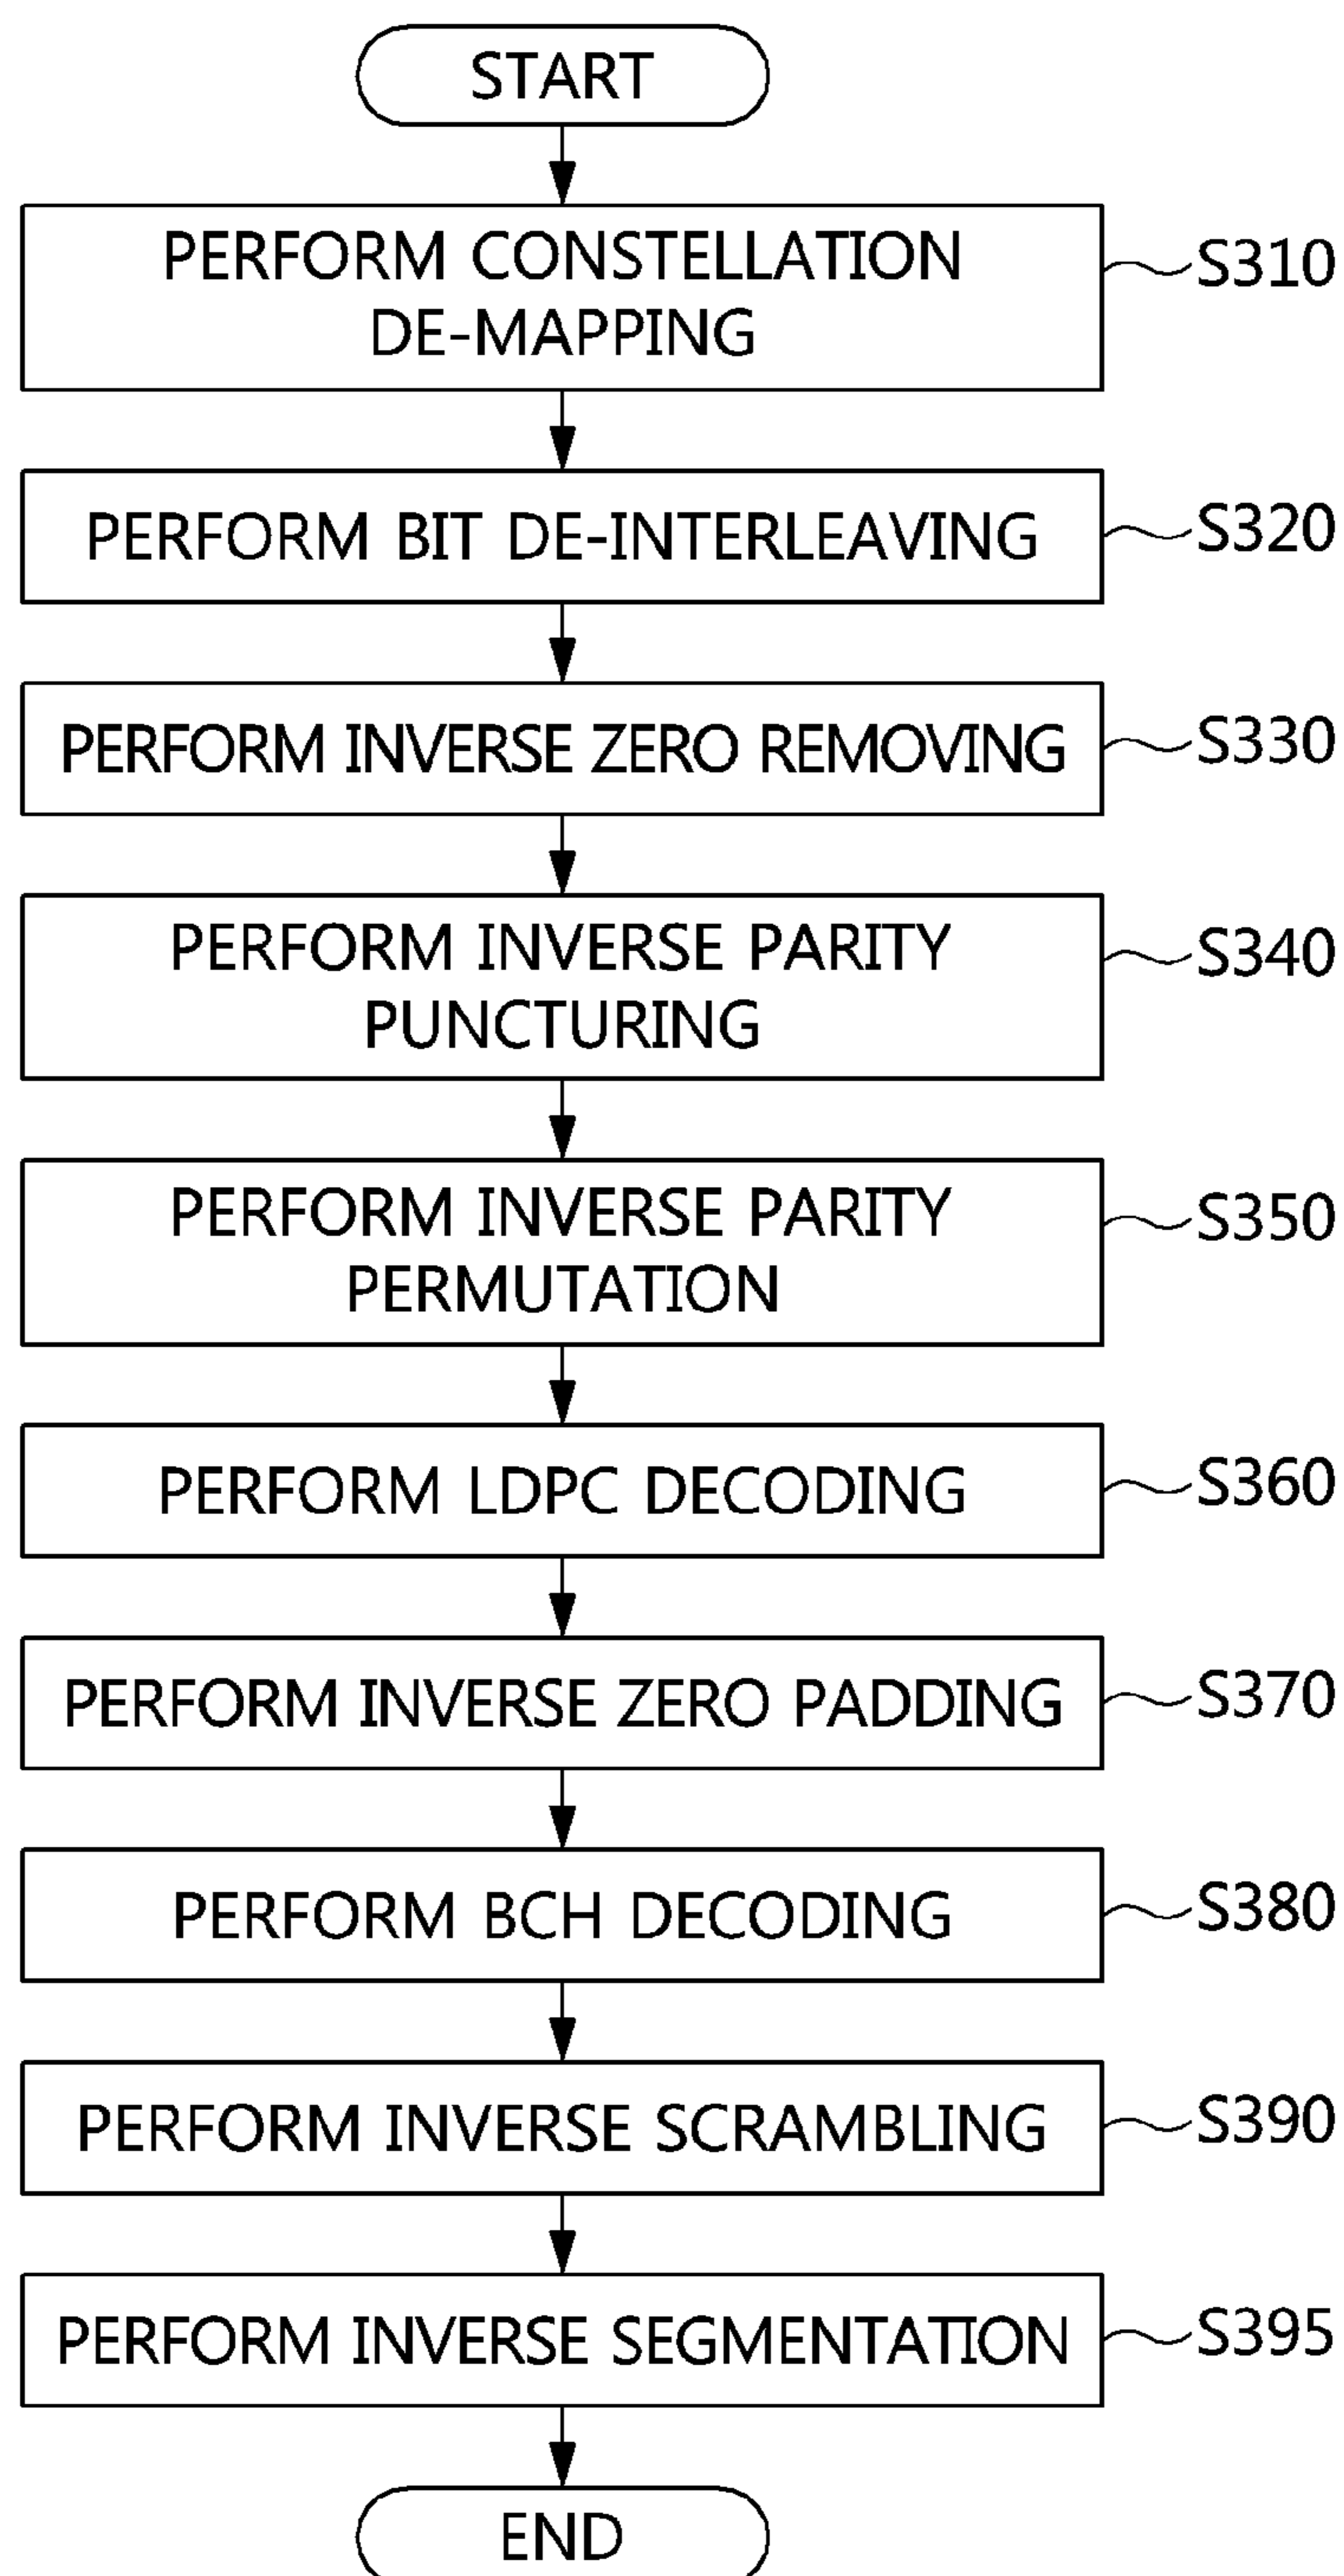 START
PERFORM CONSTELLATION
DE-MAPPING
S310
PERFORM BIT DE-INTERLEAVING
S320
PERFORM INVERSE ZERO REMOVING
S330
PERFORM INVERSE PARITY
PUNCTURING
S340
PERFORM INVERSE PARITY
PERMUTATION
S350
PERFORM LDPC DECODING
S360
PERFORM INVERSE ZERO PADDING
S370
PERFORM BCH DECODING
S380
PERFORM INVERSE SCRAMBLING
S390
PERFORM INVERSE SEGMENTATION
S395
END